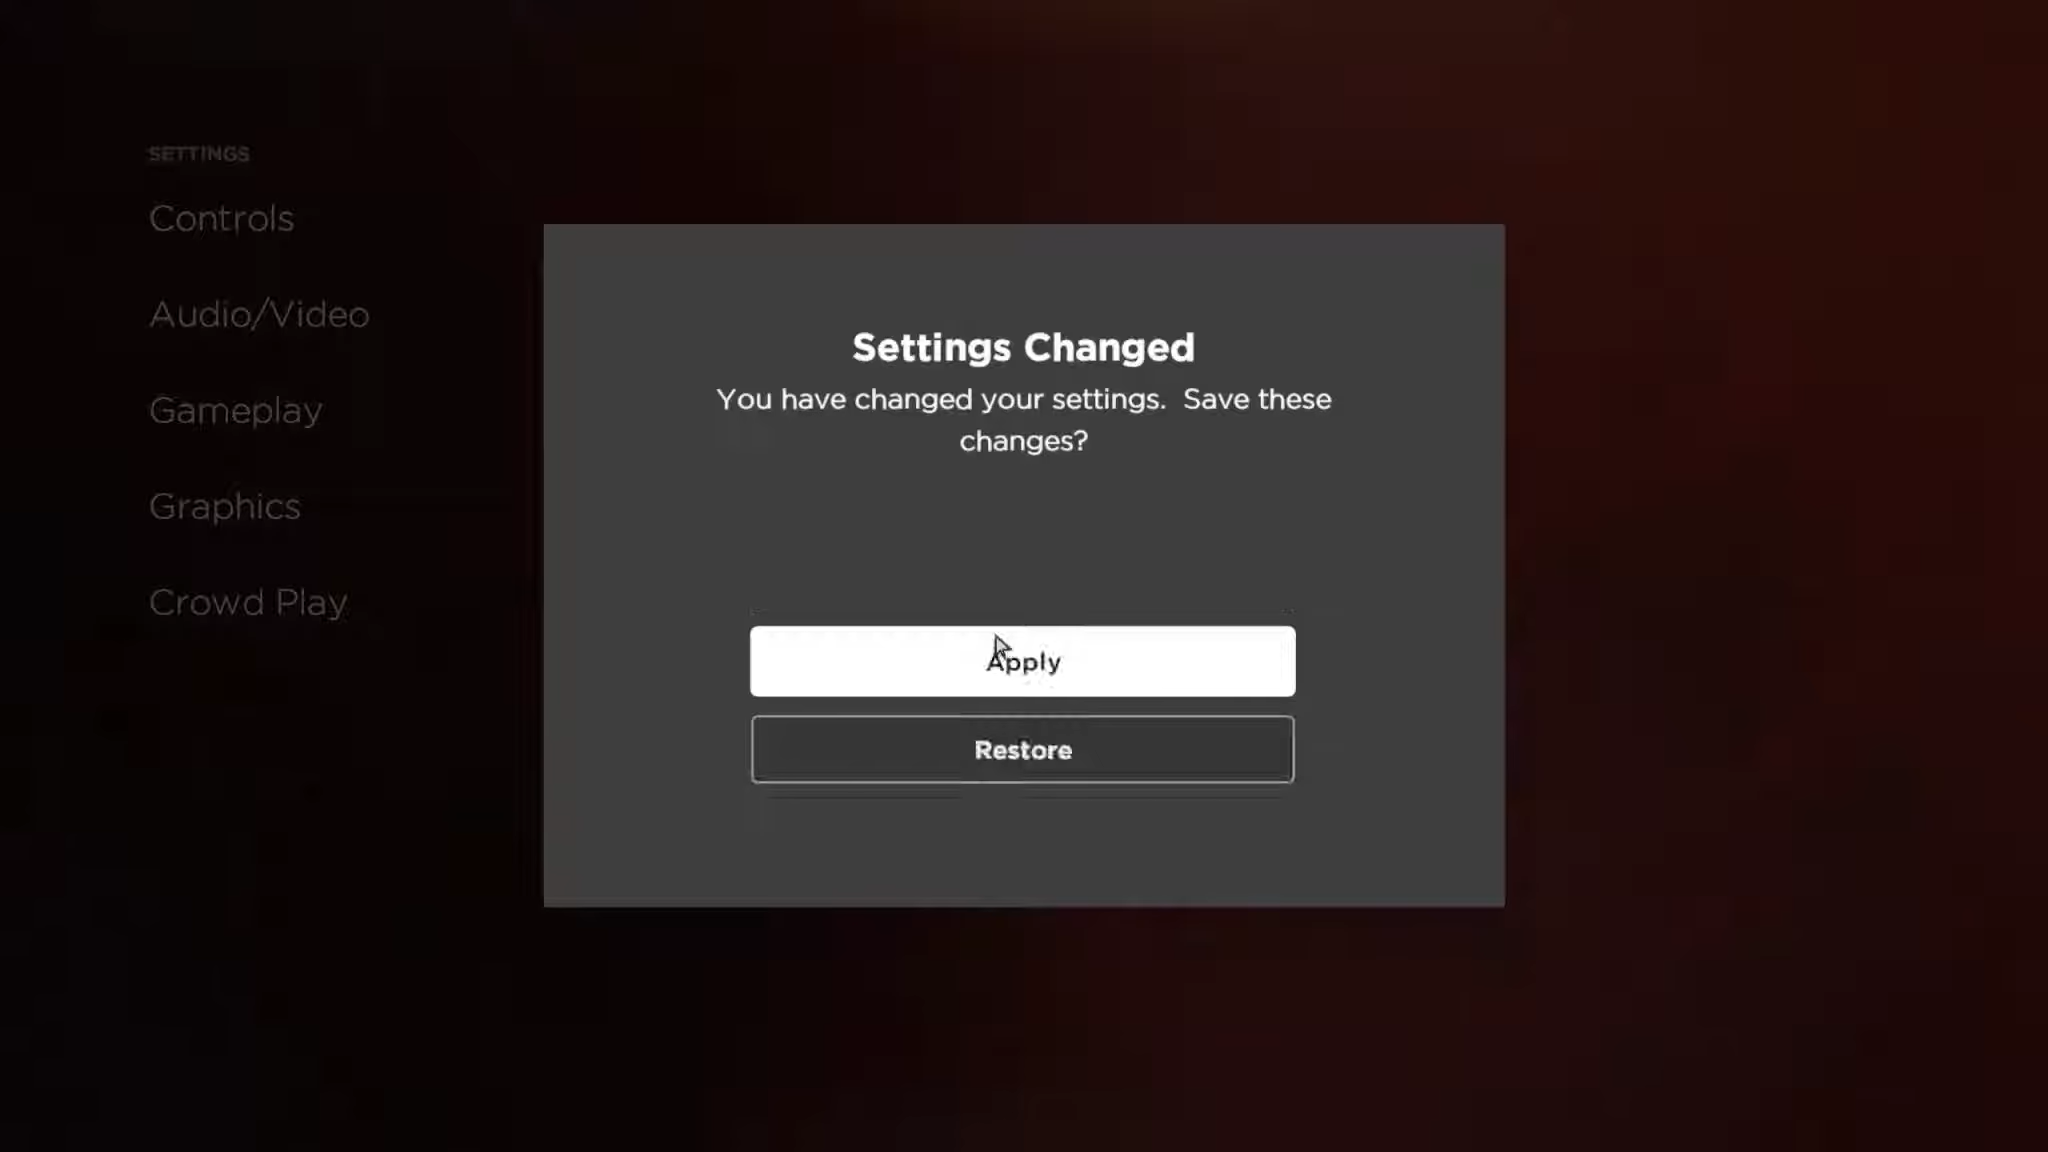 SETTINGS
Controls
Audio/Video
Gameplay
Graphics
Crowd Play
Settings Changed
You have changed your settings.  Save these
changes?
Apply
Restore